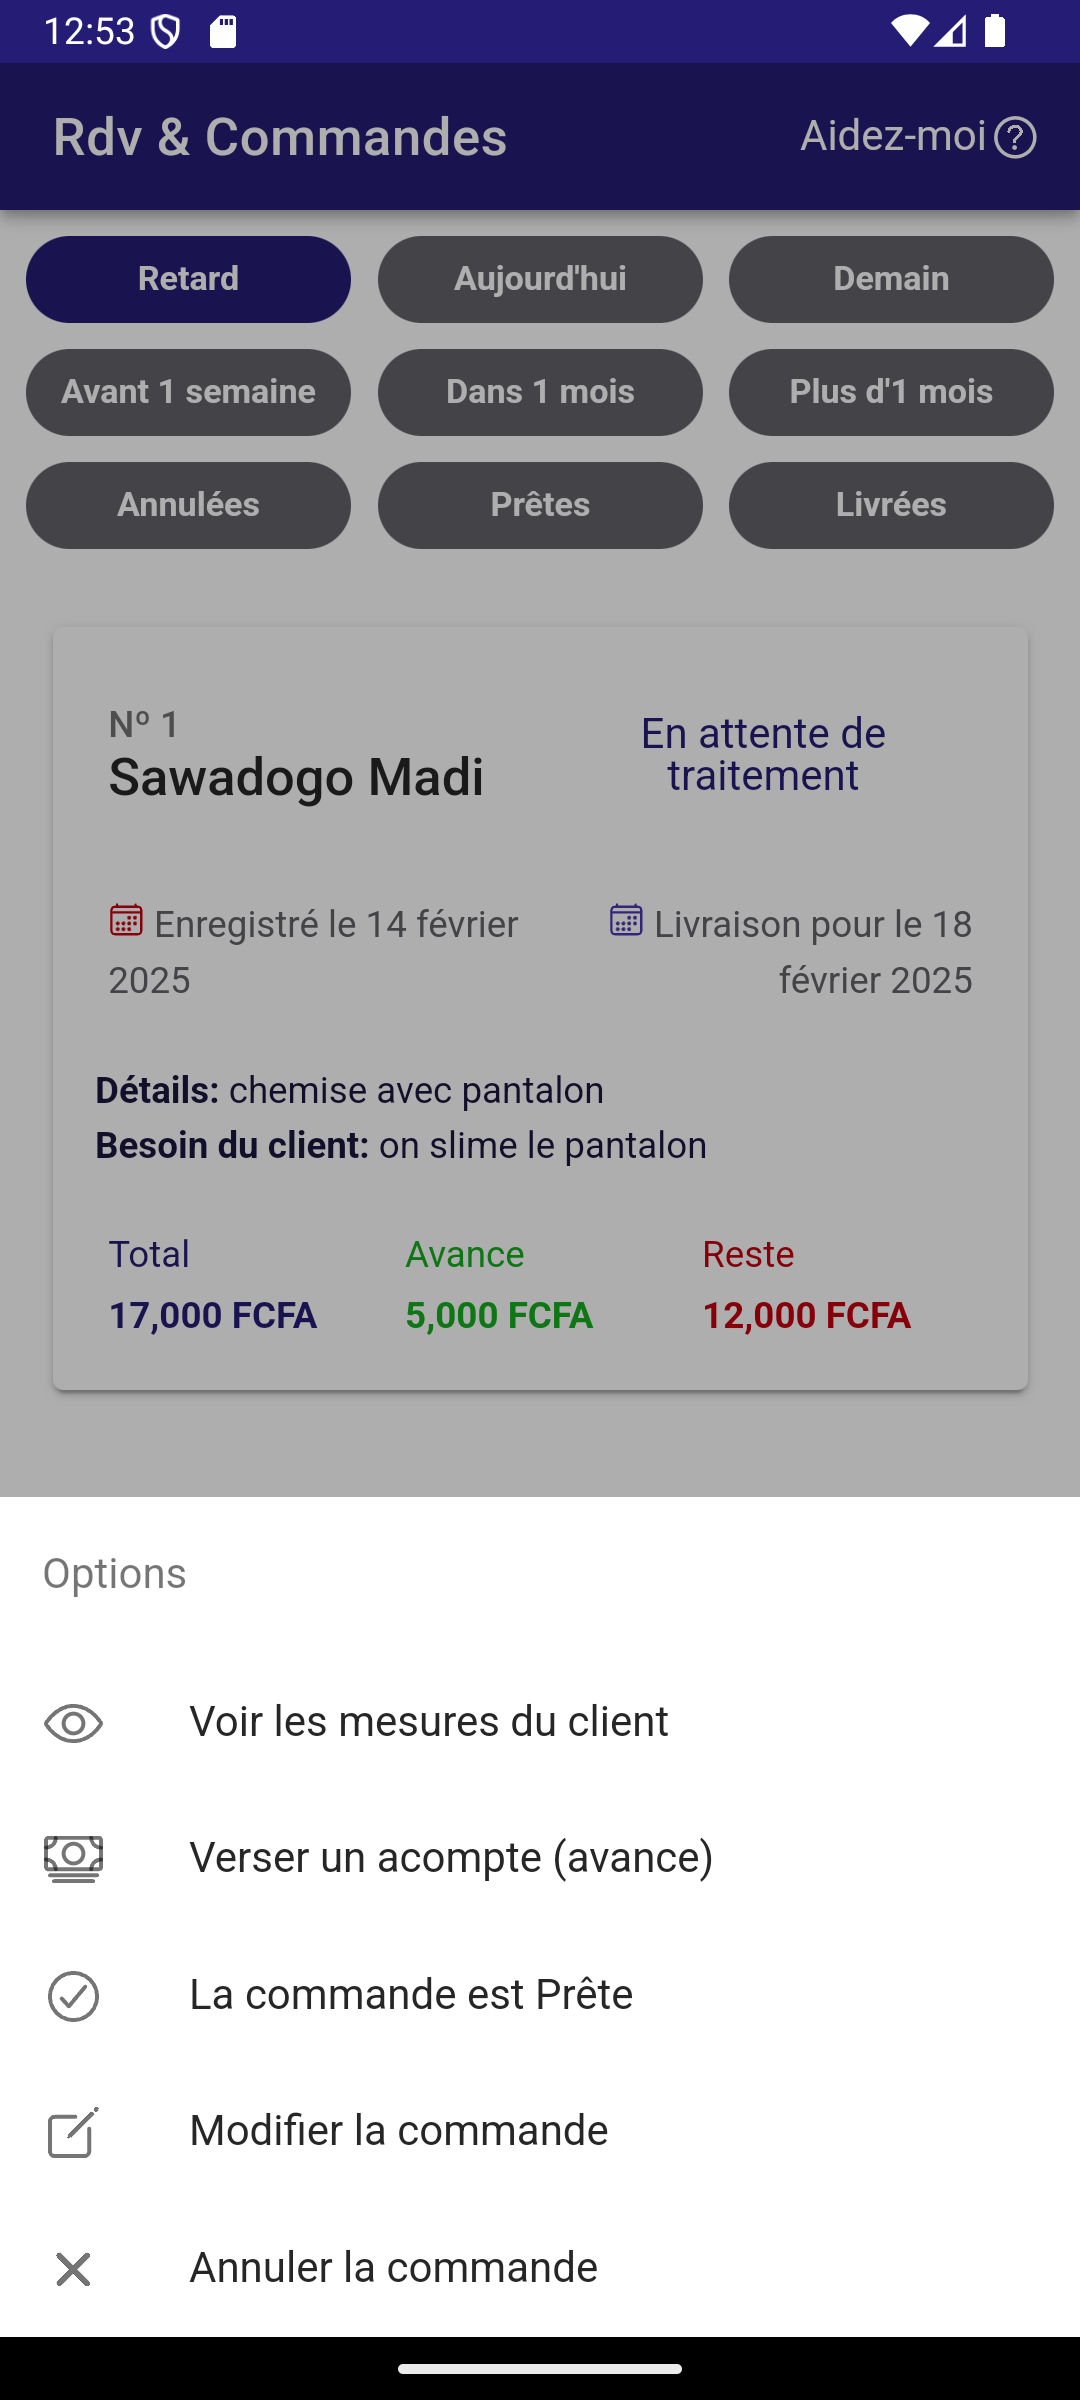 12:53
Rdv & Commandes
Aidez-moi
Retard
Aujourd'hui
Demain
Avant 1 semaine
Dans 1 mois
Plus d'1 mois
Annulées
Prêtes
Livrées
Nº 1
Sawadogo Madi
En attente de
traitement
Enregistré le 14 février
2025
Livraison pour le 18
février 2025
Détails: chemise avec pantalon
Besoin du client: on slime le pantalon
Total
Avance
Reste
17,000 FCFA
5,000 FCFA
12,000 FCFA
Options
Voir les mesures du client
Verser un acompte (avance)
La commande est Prête
Modifier la commande
Annuler la commande